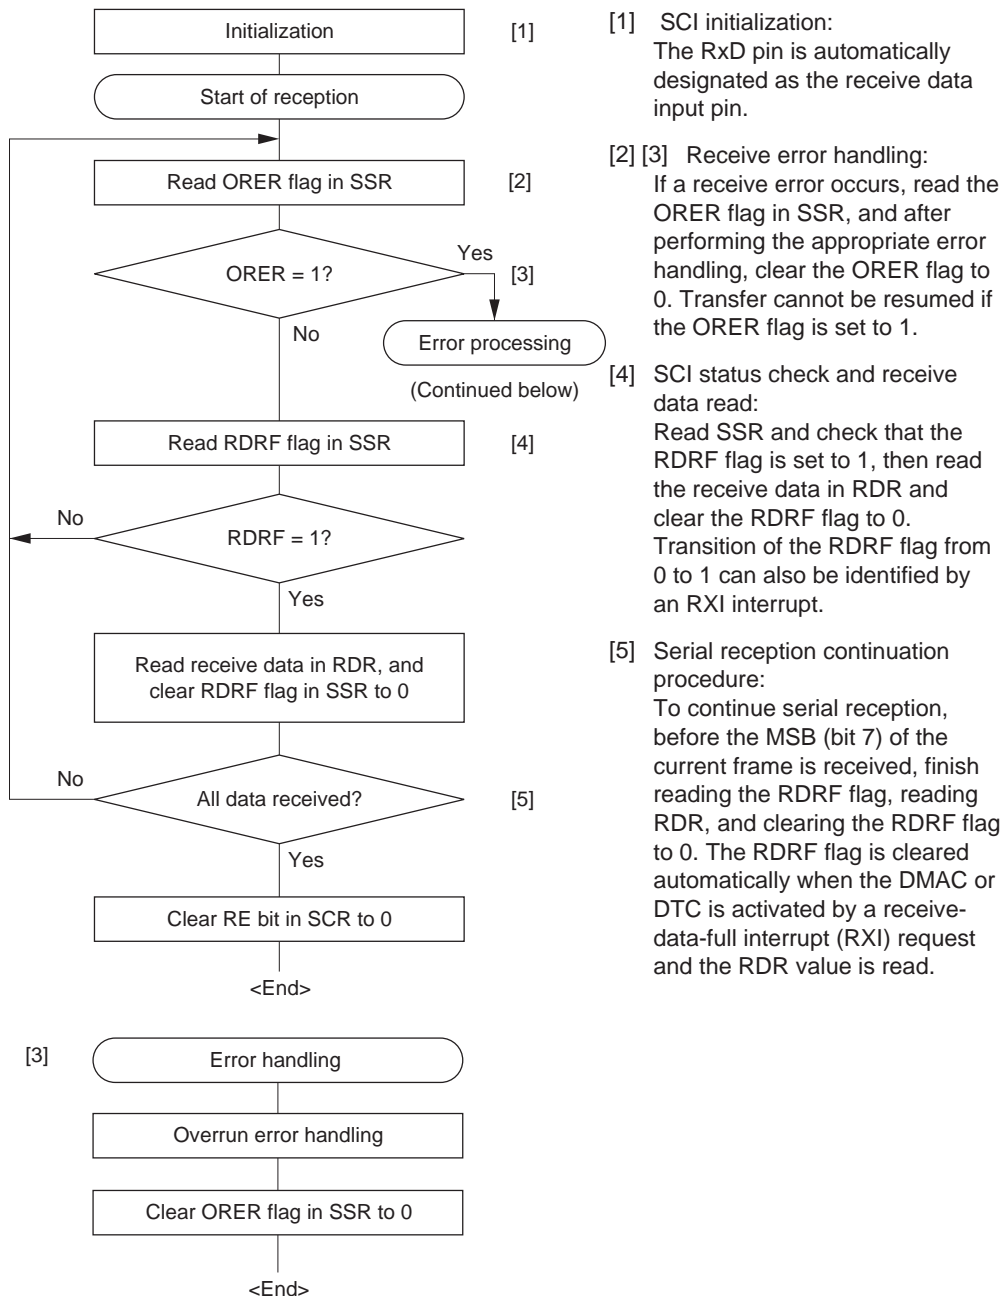 Initialization
[1]
Start of reception
Read ORER flag in SSR
[2]
ORER = 1?
Yes
[3]
No
Error processing
(Continued below)
Read RDRF flag in SSR
[4]
No
RDRF = 1?
Yes
Read receive data in RDR, and
clear RDRF flag in SSR to 0
No
All data received?
[5]
Yes
Clear RE bit in SCR to 0
<End>
[3]
Error handling
Overrun error handling
Clear ORER flag in SSR to 0
<End>
[1] SCI initialization:
The RxD pin is automatically
designated as the receive data
input pin.
[2] [3] Receive error handling:
If a receive error occurs, read the
ORER flag in SSR, and after
performing the appropriate error
handling, clear the ORER flag to
0. Transfer cannot be resumed if
the ORER flag is set to 1.
[4] SCI status check and receive
data read:
Read SSR and check that the
RDRF flag is set to 1, then read
the receive data in RDR and
clear the RDRF flag to 0.
Transition of the RDRF flag from
0 to 1 can also be identified by
an RXI interrupt.
[5] Serial reception continuation
procedure:
To continue serial reception,
before the MSB (bit 7) of the
current frame is received, finish
reading the RDRF flag, reading
RDR, and clearing the RDRF flag
to 0. The RDRF flag is cleared
automatically when the DMAC or
DTC is activated by a receive-
data-full interrupt (RXI) request
and the RDR value is read.